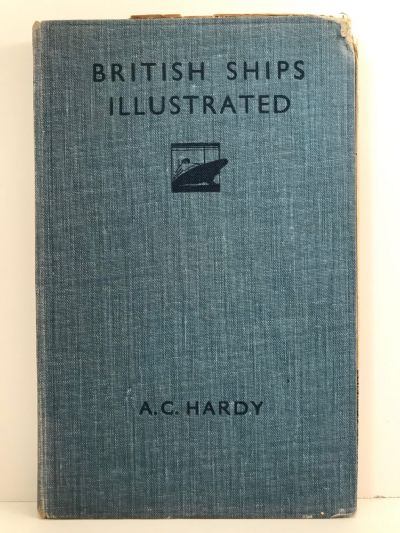 BRITISH SHIPS
ILLUSTRATED
A.C. HARDY